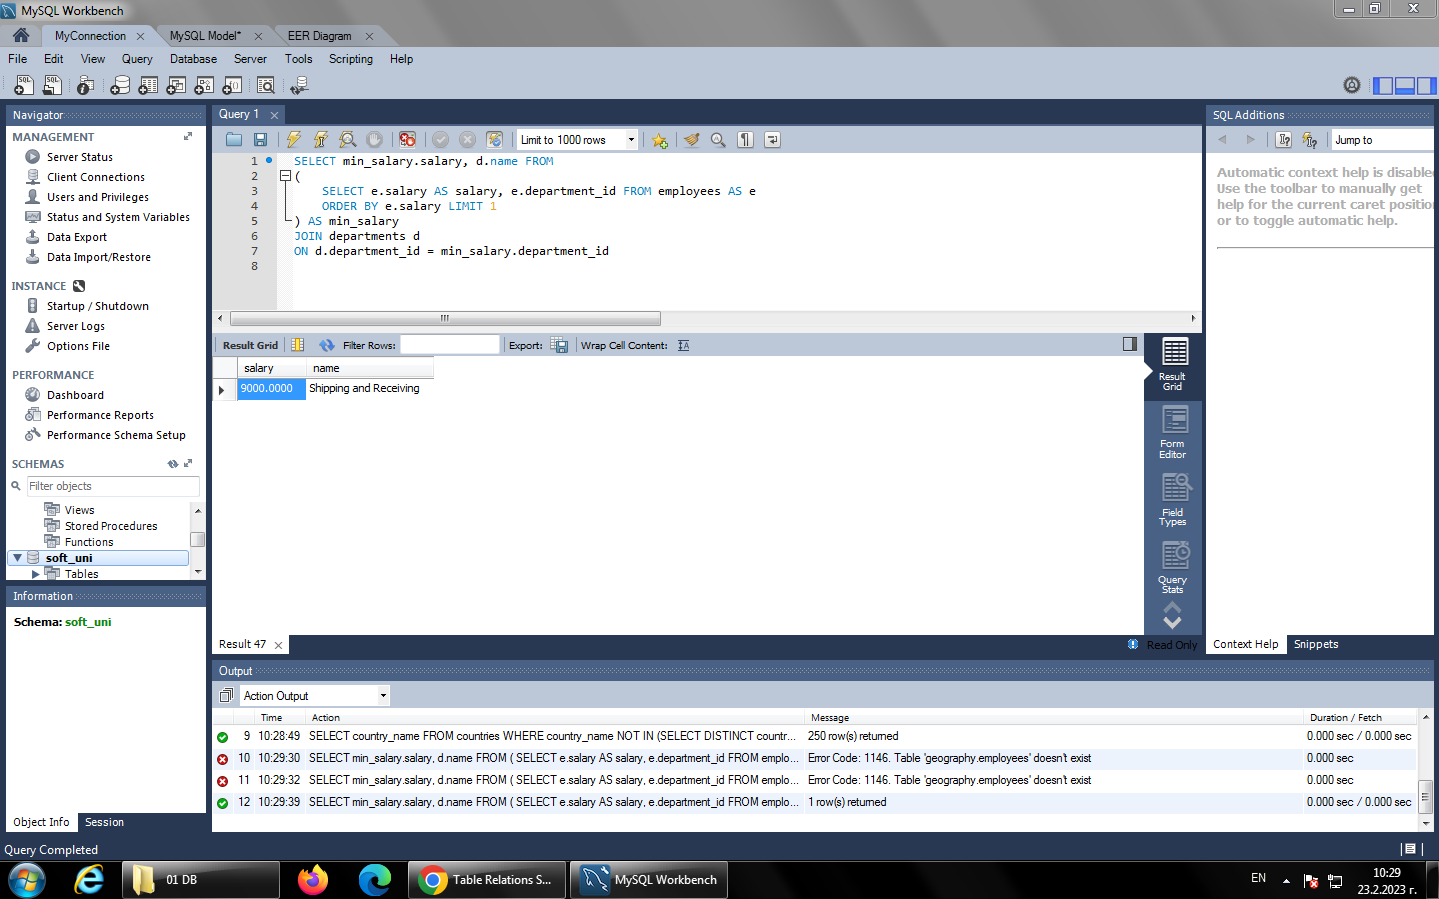 MySQL Workbench
MyConnection
MySQL Model*
EER Diagram
File Edit View Query Database Server Tools Scripting Help
Navigator
MANAGEMENT
Server Status
Client Connections
Users and Privileges
Status and System Variables
Data Export
Data Import/Restore
INSTANCE
Startup / Shutdown
Server Logs
Options File
PERFORMANCE
Dashboard
Performance Reports
Performance Schema Setup
SCHEMAS
Filter objects
Views
Stored Procedures
Functions
soft_uni
Tables
Information
Schema: soft_uni
Object Info Session
Query 1
Limit to 1000 rows
1 SELECT min_salary.salary, d.name FROM
2 (
3 SELECT e.salary AS salary, e.department_id FROM employees AS e
4 ORDER BY e.salary LIMIT 1
5 ) AS min_salary
6 JOIN departments d
7 ON d.department_id = min_salary.department_id
8
Result Grid Filter Rows: Export: Wrap Cell Content:
salary name
9000.0000 Shipping and Receiving
Result Grid
Form Editor
Field Types
Query Stats
Result 47
Read Only
SQL Additions
Jump to
Automatic context help is disabled
Use the toolbar to manually get
help for the current caret position
or to toggle automatic help.
Context Help Snippets
Output
Action Output
Time Action Message Duration / Fetch
9 10:28:49 SELECT country_name FROM countries WHERE country_name NOT IN (SELECT DISTINCT countr... 250 row(s) returned 0.000 sec / 0.000 sec
10 10:29:30 SELECT min_salary.salary, d.name FROM ( SELECT e.salary AS salary, e.department_id FROM emplo... Error Code: 1146. Table 'geography.employees' doesn't exist 0.000 sec
11 10:29:32 SELECT min_salary.salary, d.name FROM ( SELECT e.salary AS salary, e.department_id FROM emplo... Error Code: 1146. Table 'geography.employees' doesn't exist 0.000 sec
12 10:29:39 SELECT min_salary.salary, d.name FROM ( SELECT e.salary AS salary, e.department_id FROM emplo... 1 row(s) returned 0.000 sec / 0.000 sec
Query Completed
01 DB
Table Relations S...
MySQL Workbench
EN
10:29
23.2.2023 г.